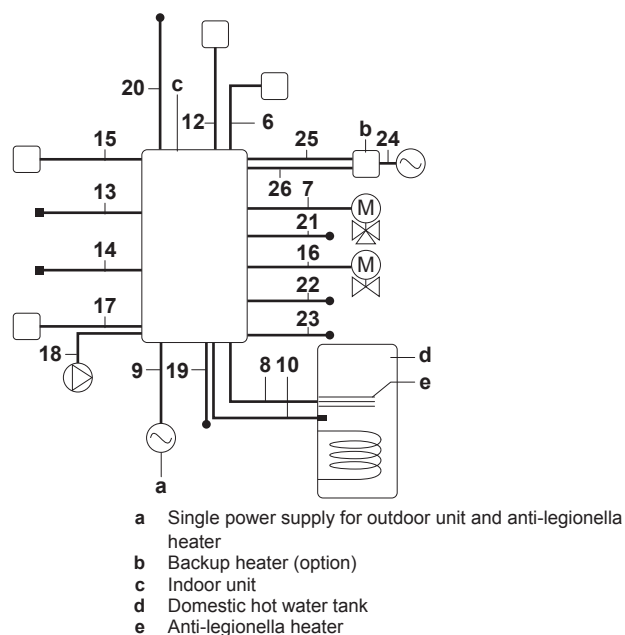 20
c
12
6
15
25
b
24
13
26
7
M
21
14
16
M
17
22
18
23
9
19
8
10
d
e
a
a Single power supply for outdoor unit and anti-legionella
heater
b Backup heater (option)
c Indoor unit
d Domestic hot water tank
e Anti-legionella heater